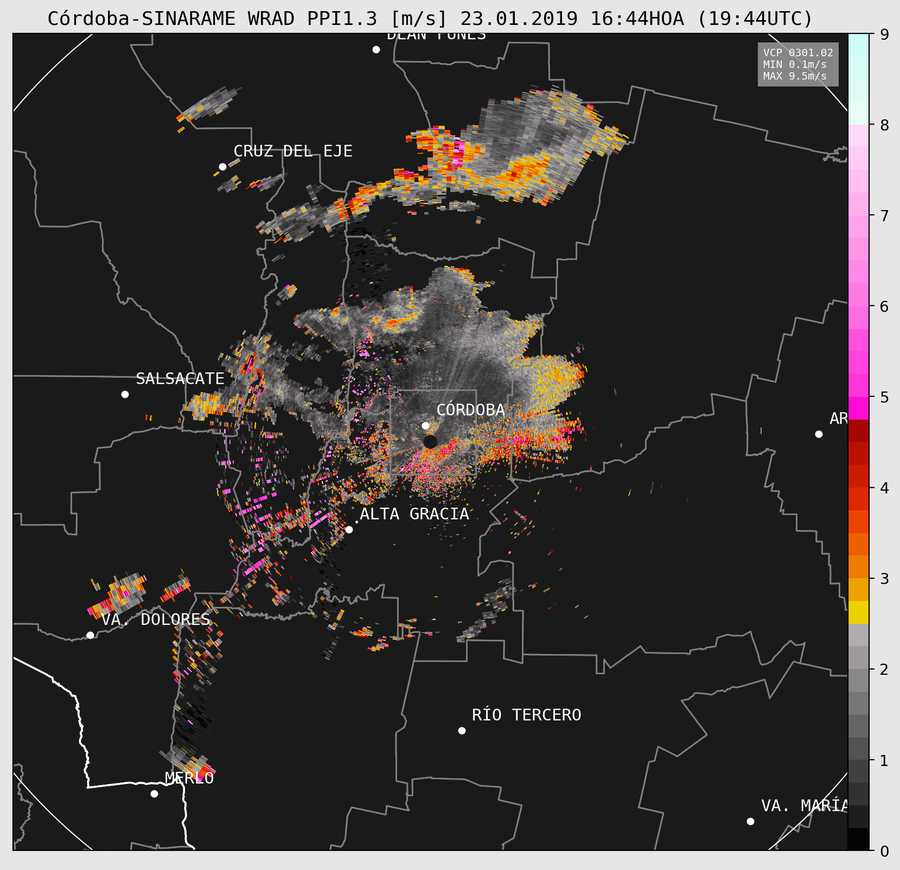 Córdoba-SINARAME WRAD PPI1.3 [m/s] 23.01.2019 16:44HOA (19:44UTC)
DEÁN FUNES
VCP 0301.02
MIN 0.1m/s
MAX 9.5m/s
CRUZ DEL EJE
SALSACATE
CÓRDOBA
AR
ALTA GRACIA
VA. DOLORES
RÍO TERCERO
MERLO
VA. MARÍA
9
8
7
6
5
4
3
2
1
0